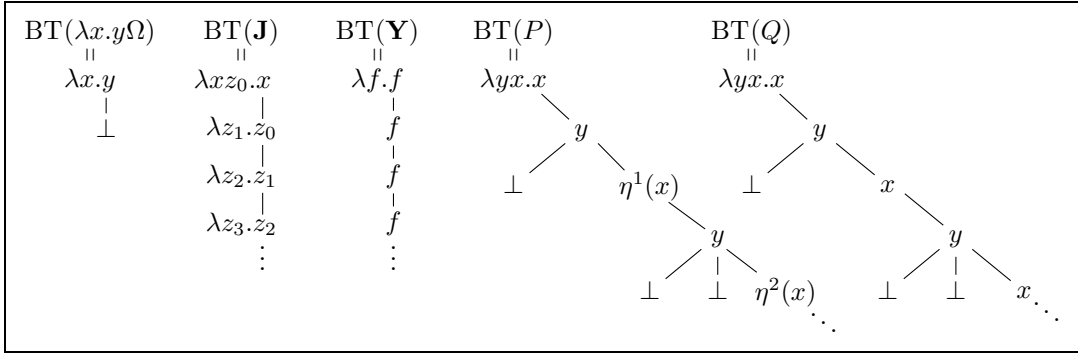 BT(λx.yΩ) BT(J) BT(Y) BT(P) BT(Q)
= = = = =
λx.y λxz₀.x λf.f λyx.x λyx.x
⊥ λz₁.z₀ f y y
λz₂.z₁ f ⊥ η¹(x) ⊥ x
λz₃.z₂ f y y
⋮ ⋮ ⊥ ⊥ η²(x) ⊥ ⊥ x
⋱ ⋱